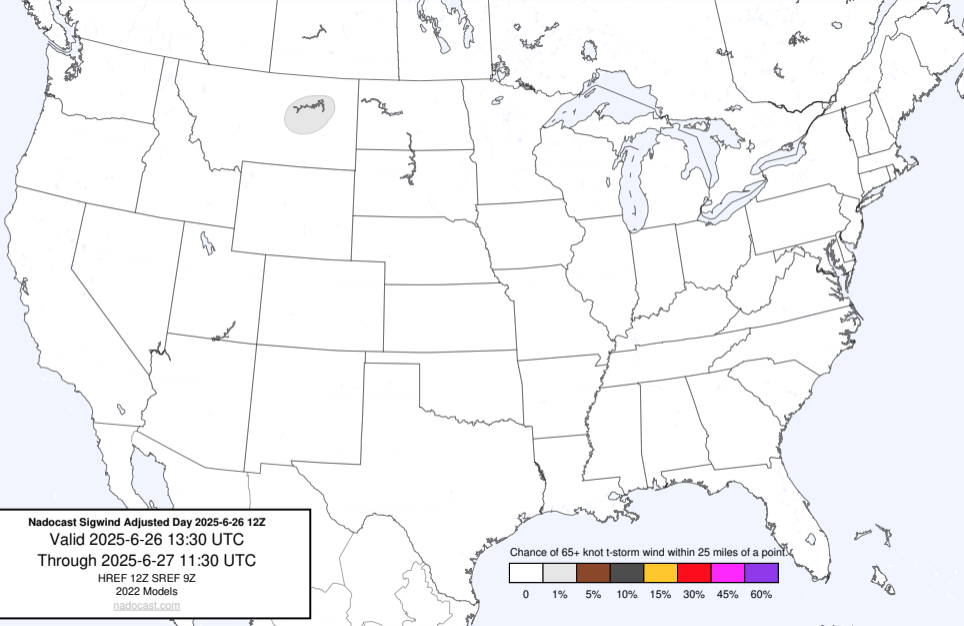 Nadocast Sigwind Adjusted Day 2025-6-26 12Z
Valid 2025-6-26 13:30 UTC
Through 2025-6-27 11:30 UTC
HREF 12Z SREF 9Z
2022 Models
nadocast.com
Chance of 65+ knot t-storm wind within 25 miles of a point.
0 1% 5% 10% 15% 30% 45% 60%